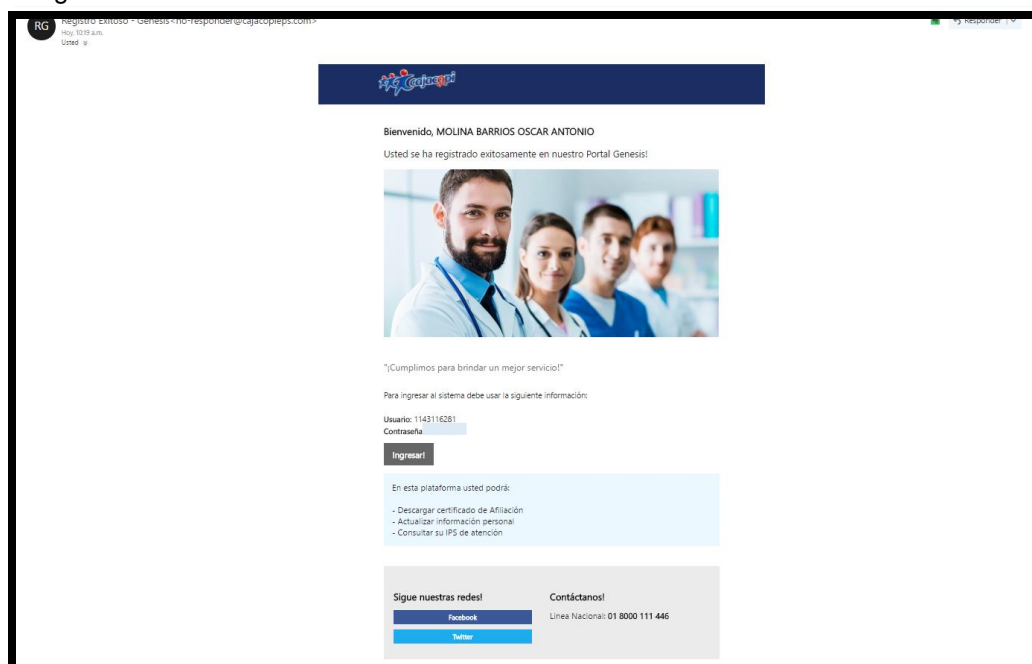 RG
Registro Exitoso - Genesis<no-responder@cajacopieps.com>
Hoy, 10:19 a.m.
Usted
Responder
cajacopi
Bienvenido, MOLINA BARRIOS OSCAR ANTONIO
Usted se ha registrado exitosamente en nuestro Portal Genesis!
"¡Cumplimos para brindar un mejor servicio!"
Para ingresar al sistema debe usar la siguiente información:
Usuario: 1143116281
Contraseña
Ingresar!
En esta plataforma usted podrá:
- Descargar certificado de Afiliación
- Actualizar información personal
- Consultar su IPS de atención
Sigue nuestras redes!
Facebook
Twitter
Contáctanos!
Linea Nacional: 01 8000 111 446